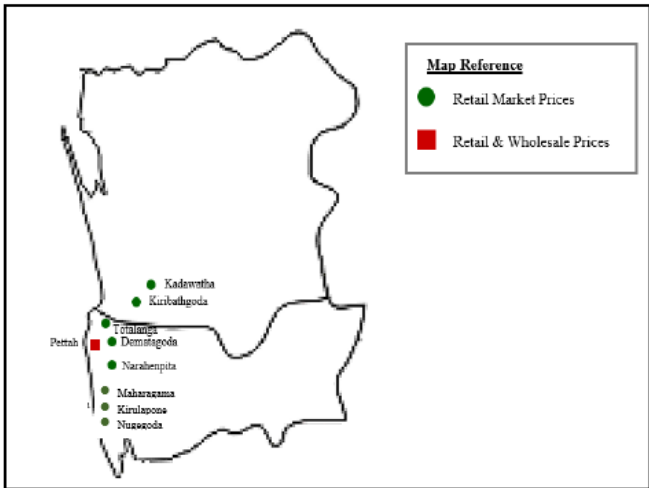 Map Reference
Retail Market Prices
Retail & Wholesale Prices
Kadawatha
Kiribathgoda
Totalanga
Pettah
Dematagoda
Narahenpita
Maharagama
Kirulapone
Nugegoda